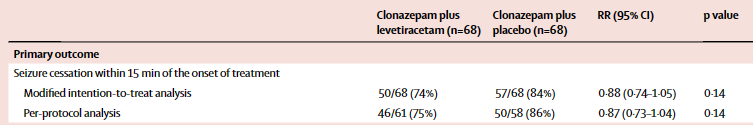 Clonazepam plus levetiracetam (n=68) Clonazepam plus placebo (n=68) RR (95% CI) p value
Primary outcome
Seizure cessation within 15 min of the onset of treatment
Modified intention-to-treat analysis 50/68 (74%) 57/68 (84%) 0·88 (0·74–1·05) 0·14
Per-protocol analysis 46/61 (75%) 50/58 (86%) 0·87 (0·73–1·04) 0·14